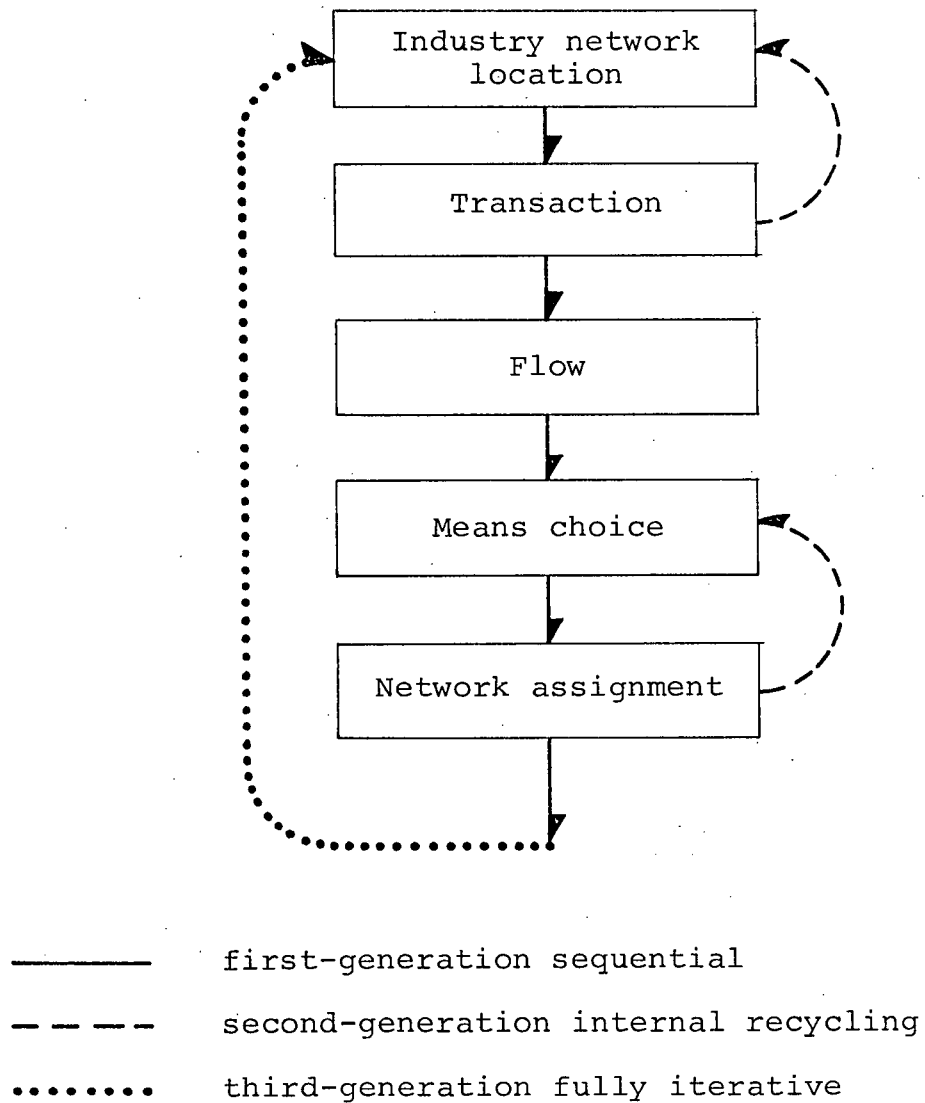 Industry network
location
Transaction
Flow
Means choice
Network assignment
first-generation sequential
second-generation internal recycling
third-generation fully iterative